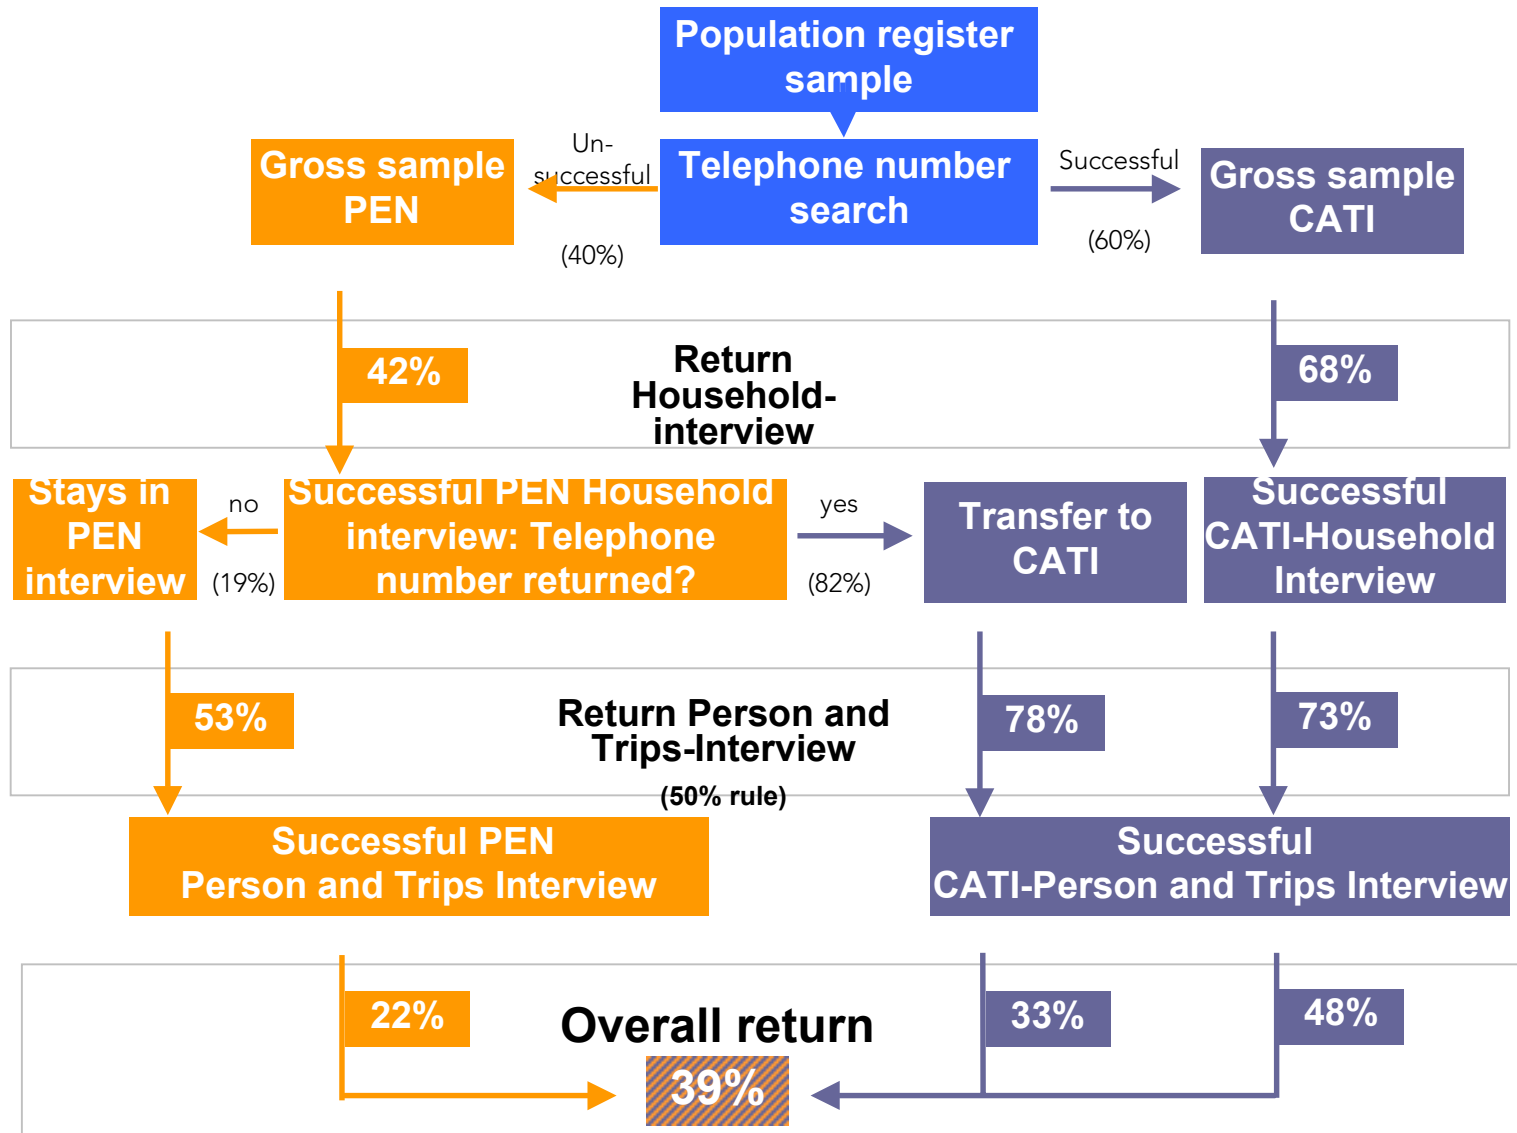 Population register
sample
Un-
successful
Gross sample
PEN
Telephone number
search
Successful
Gross sample
CATI
(40%)
(60%)
42%
Return
Household-
interview
68%
Stays in
PEN
interview
no
(19%)
Successful PEN Household
interview: Telephone
number returned?
yes
(82%)
Transfer to
CATI
Successful
CATI-Household
Interview
53%
Return Person and
Trips-Interview
(50% rule)
78%
73%
Successful PEN
Person and Trips Interview
Successful
CATI-Person and Trips Interview
22%
Overall return
39%
33%
48%